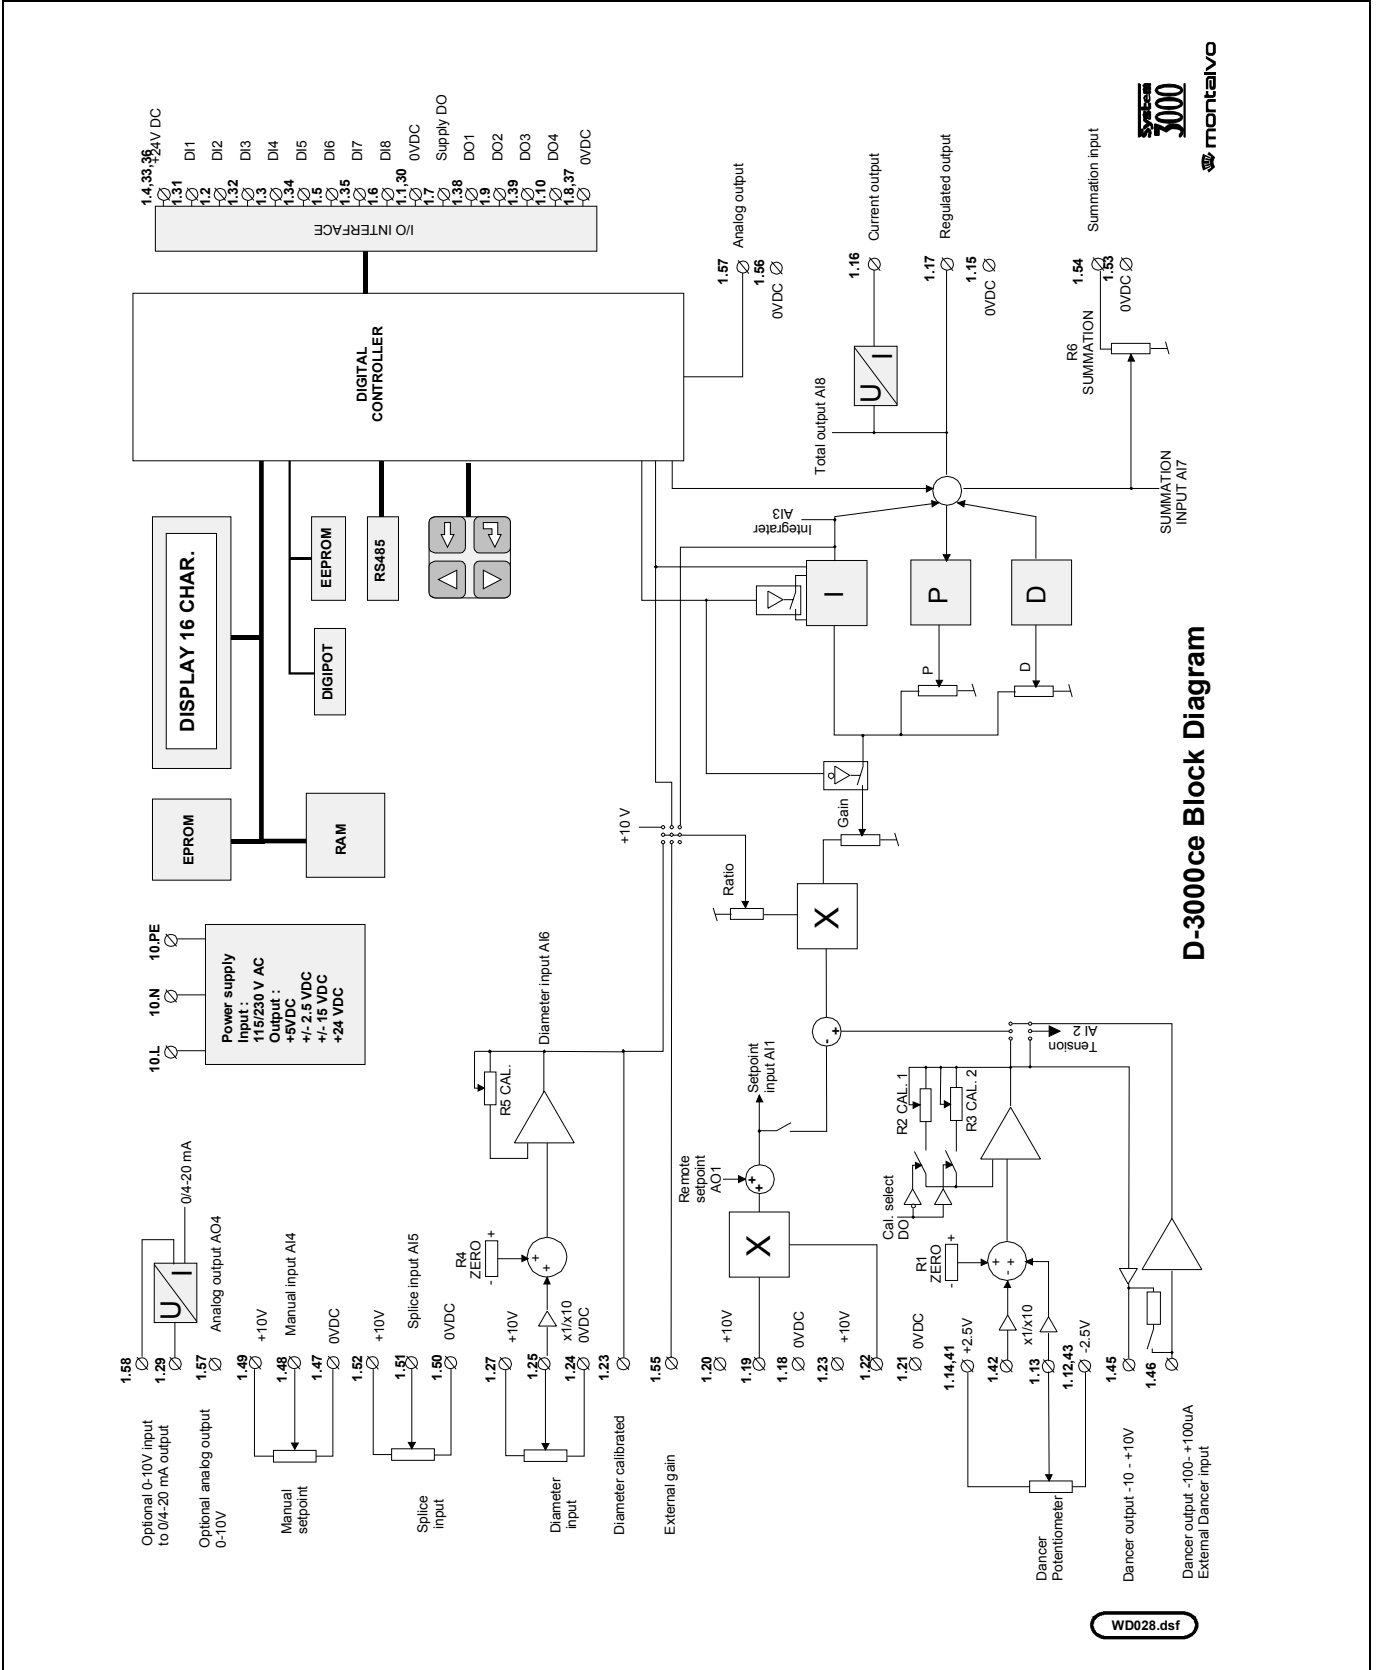 System
3000
montalvo
1.4,33,36
+24V DC
1.31
DI1
1.2
DI2
1.32
DI3
1.3
DI4
1.34
DI5
1.5
DI6
1.35
DI7
1.6
DI8
1.1,30
0VDC
1.7
Supply DO
1.38
DO1
1.9
DO2
1.39
DO3
1.10
DO4
1.8,37
0VDC
I/O INTERFACE
DIGITAL
CONTROLLER
1.57
Analog output
1.56
0VDC
1.16
Current output
1.17
Regulated output
1.15
0VDC
1.54
Summation input
1.53
0VDC
R6
SUMMATION
U
I
Total output AI8
SUMMATION
INPUT AI7
Integrater
AI3
DISPLAY 16 CHAR.
EEPROM
RS485
DIGIPOT
EPROM
RAM
I
P
D
P
D
Gain
Ratio
+10 V
X
10.L
10.N
10.PE
Power supply
Input :
115/230 V AC
Output :
+5VDC
+/- 2.5 VDC
+/- 15 VDC
+24 VDC
Diameter input AI6
R5 CAL.
R4
ZERO
-
+
+
+
Setpoint
input AI1
Remote
setpoint
AO1
+
+
X
-
+
Tension
AI 2
R2 CAL. 1
R3 CAL. 2
Cal. select
DO
R1
ZERO
-
+
-
+
0/4-20 mA
U
I
1.58
1.29
1.57
Analog output AO4
1.49
+10V
1.48
Manual input AI4
1.47
0VDC
1.52
+10V
1.51
Splice input AI5
1.50
0VDC
1.27
+10V
1.25
x1/x10
1.24
0VDC
1.23
1.55
1.20
+10V
1.19
1.18
0VDC
1.23
+10V
1.22
1.21
0VDC
1.14,41
+2.5V
1.42
x1/x10
1.13
1.12,43
-2.5V
1.45
1.46
Optional 0-10V input
to 0/4-20 mA output
Optional analog output
0-10V
Manual
setpoint
Splice
input
Diameter
input
Diameter calibrated
External gain
Dancer
Potentiometer
Dancer output -10 - +10V
Dancer output -100- +100uA
External Dancer input
D-3000ce Block Diagram
WD028.dsf